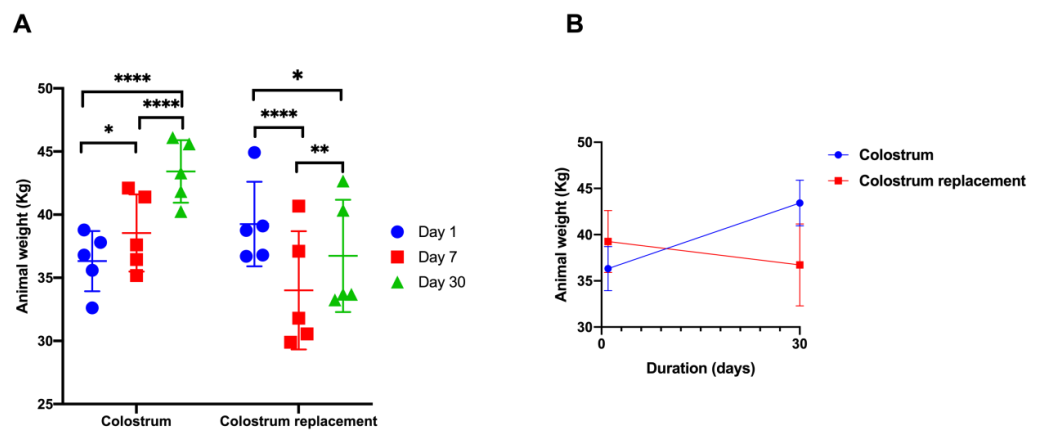 A
Animal weight (Kg)
50
45
40
35
30
25
****
****
*
*
****
**
Colostrum
Colostrum replacement
Day 1
Day 7
Day 30
B
Animal weight (Kg)
50
45
40
35
30
0
30
Duration (days)
Colostrum
Colostrum replacement